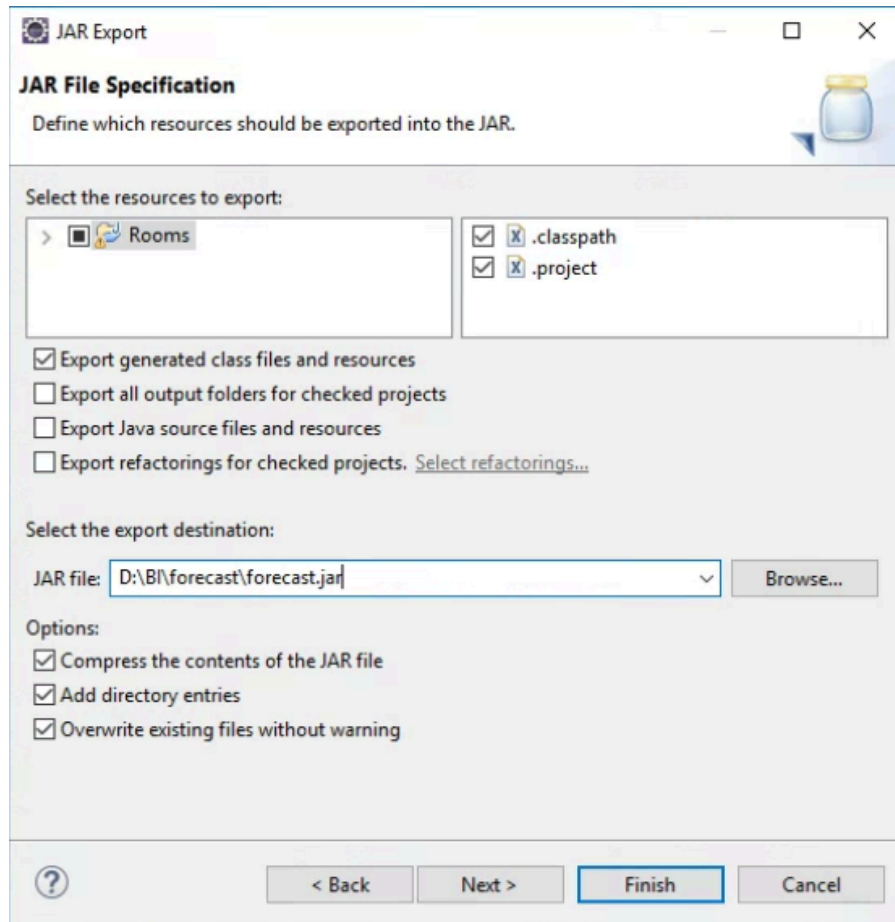 JAR Export
JAR File Specification
Define which resources should be exported into the JAR.
Select the resources to export:
Rooms
.classpath
.project
Export generated class files and resources
Export all output folders for checked projects
Export Java source files and resources
Export refactorings for checked projects. Select refactorings...
Select the export destination:
JAR file: D:\BI\forecast\forecast.jar Browse...
Options:
Compress the contents of the JAR file
Add directory entries
Overwrite existing files without warning
? < Back Next > Finish Cancel